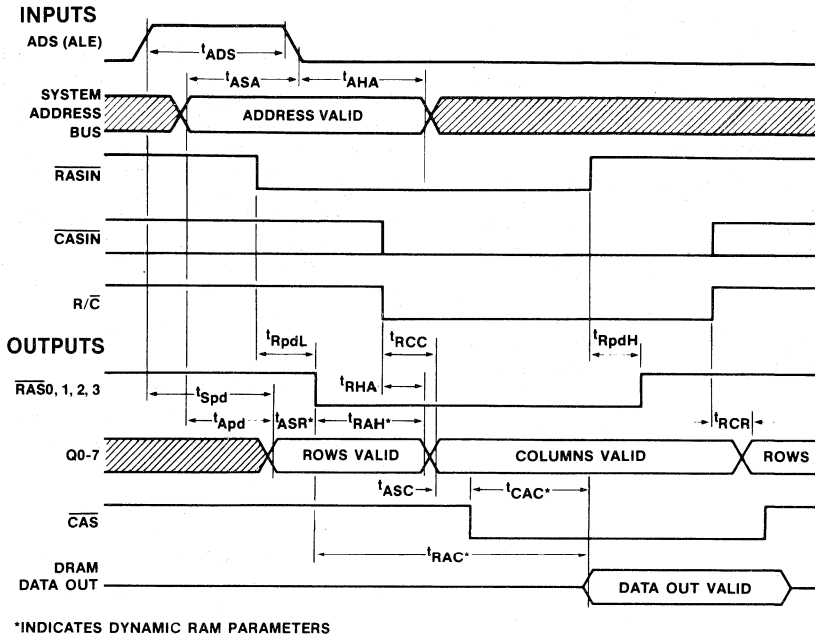 INPUTS
ADS (ALE)
tADS
tASA
tAHA
SYSTEM
ADDRESS
BUS
ADDRESS VALID
RASIN
CASIN
R/C
OUTPUTS
tRpdL
tRCC
tRpdH
RAS0, 1, 2, 3
tSpd
tRHA
tApd
tASR*
tRAH*
tRCR
Q0-7
ROWS VALID
COLUMNS VALID
ROWS
tASC
tCAC*
CAS
tRAC*
DRAM
DATA OUT
DATA OUT VALID
*INDICATES DYNAMIC RAM PARAMETERS